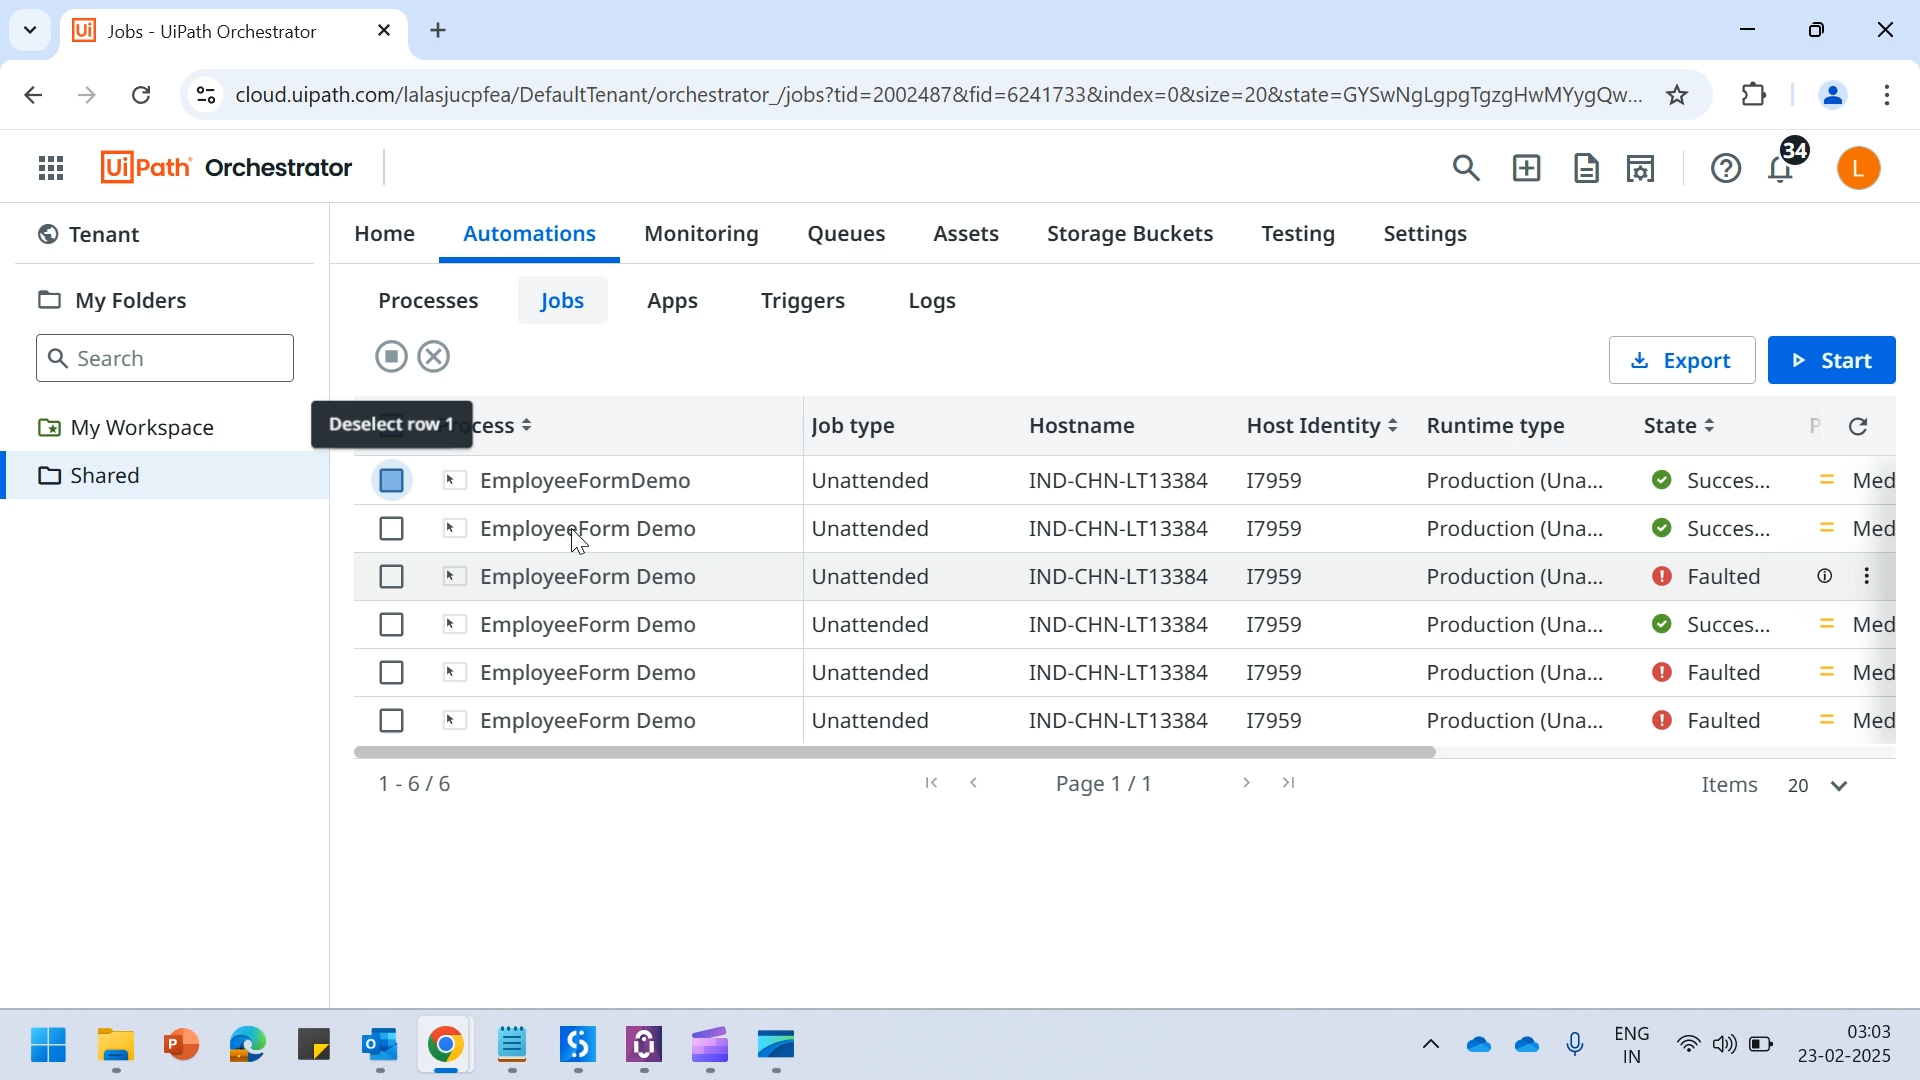 Jobs - UiPath Orchestrator
cloud.uipath.com/lalasjucpfea/DefaultTenant/orchestrator_/jobs?tid=2002487&fid=6241733&index=0&size=20&state=GYSwNgLgpgTgzgHwMYygQw...
UiPath Orchestrator
34
L
Tenant
Home Automations Monitoring Queues Assets Storage Buckets Testing Settings
My Folders
Processes Jobs Apps Triggers Logs
Search
Export Start
My Workspace
Shared
Deselect row 1
cess Job type Hostname Host Identity Runtime type State P
EmployeeFormDemo Unattended IND-CHN-LT13384 I7959 Production (Una... Succes... Med
EmployeeForm Demo Unattended IND-CHN-LT13384 I7959 Production (Una... Succes... Med
EmployeeForm Demo Unattended IND-CHN-LT13384 I7959 Production (Una... Faulted
EmployeeForm Demo Unattended IND-CHN-LT13384 I7959 Production (Una... Succes... Med
EmployeeForm Demo Unattended IND-CHN-LT13384 I7959 Production (Una... Faulted Med
EmployeeForm Demo Unattended IND-CHN-LT13384 I7959 Production (Una... Faulted Med
1 - 6 / 6 Page 1 / 1 Items 20
ENG
IN
03:03
23-02-2025